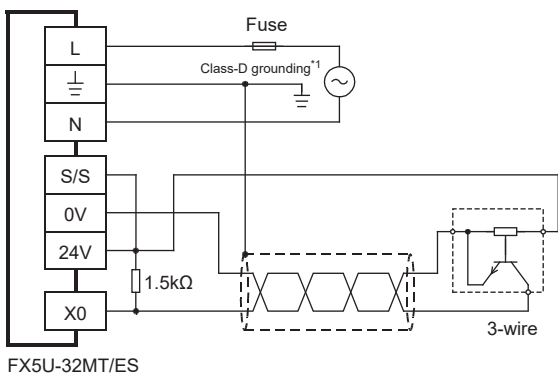 Fuse
L
Class-D grounding*1
N
S/S
0V
24V
1.5kΩ
X0
3-wire
FX5U-32MT/ES